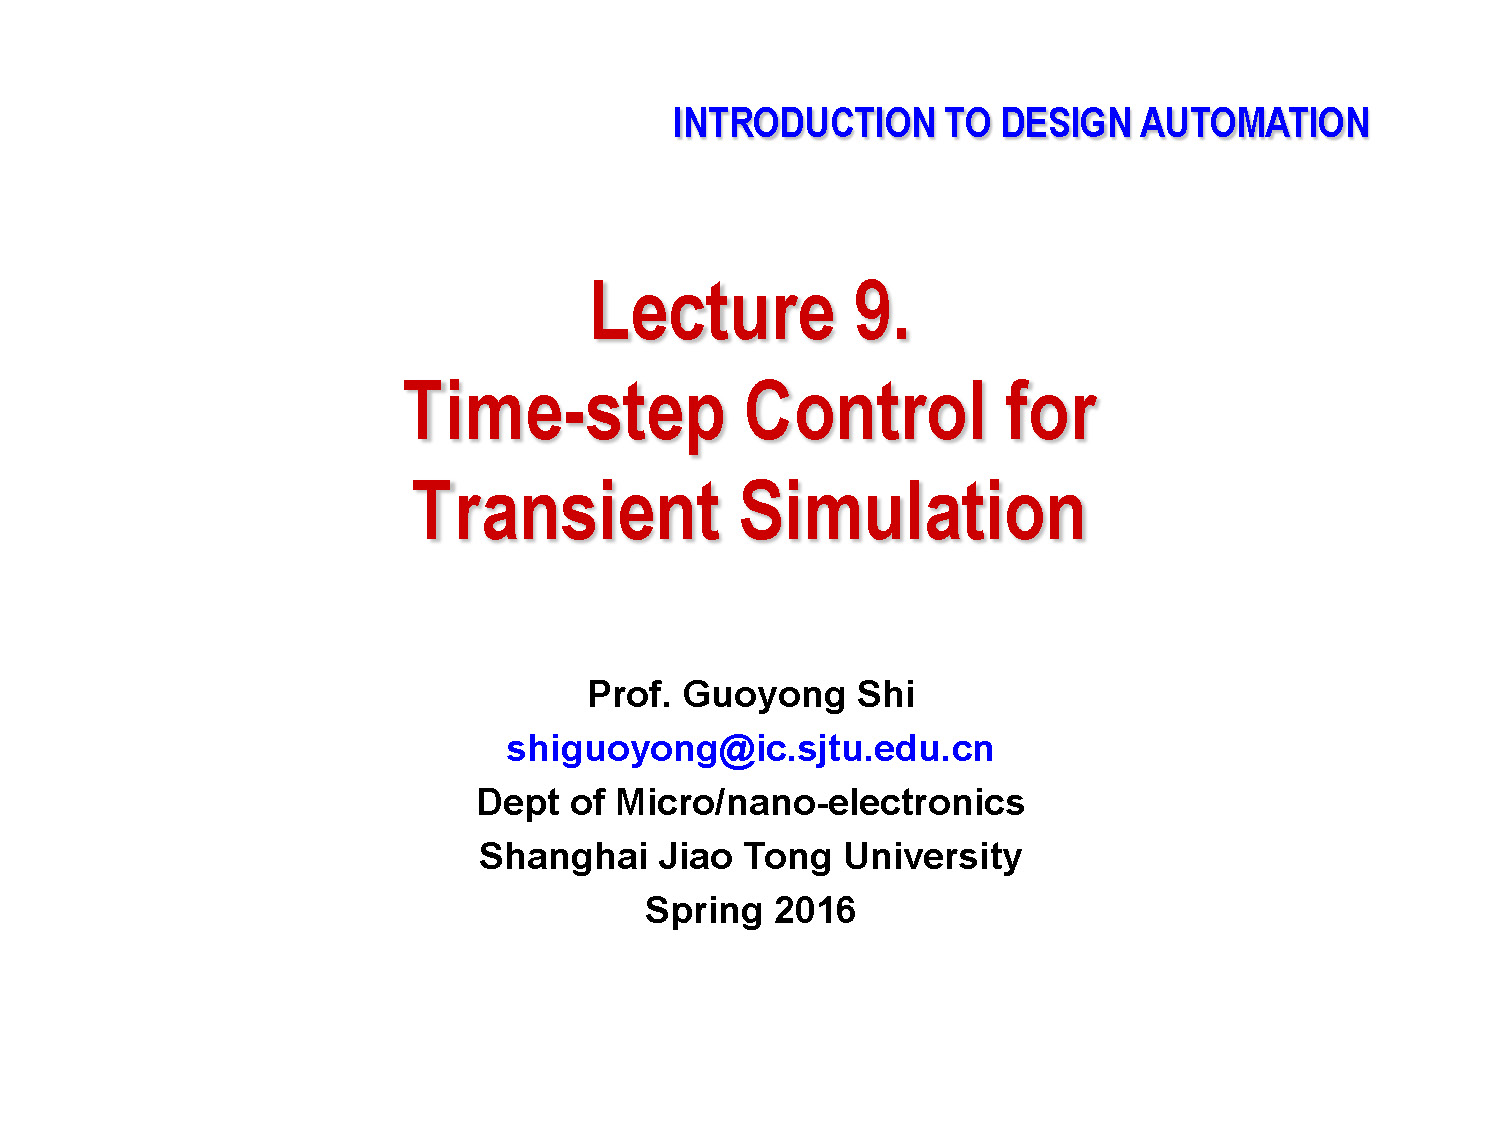 INTRODUCTION TO DESIGN AUTOMATION
Lecture 9.
Time-step Control for
Transient Simulation
Prof. Guoyong Shi
shiguoyong@ic.sjtu.edu.cn
Dept of Micro/nano-electronics
Shanghai Jiao Tong University
Spring 2016